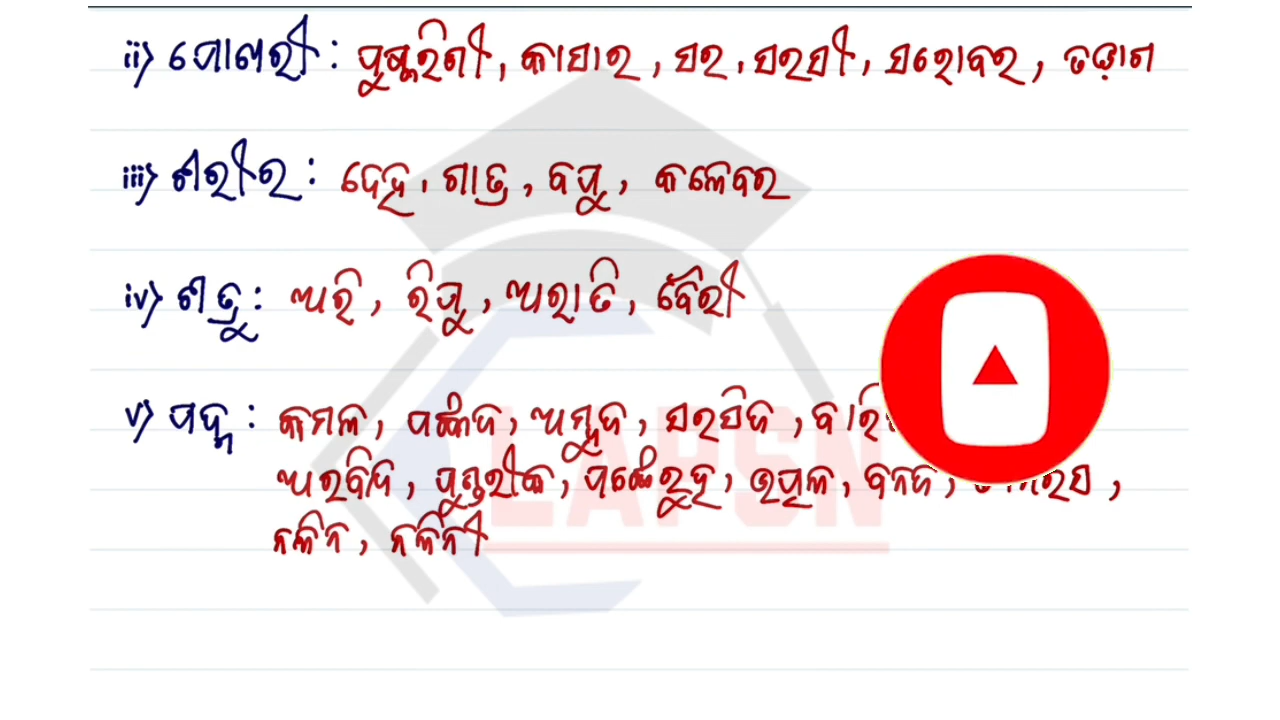 ii) ପୋଖରୀ : ପୁଷ୍କରିଣୀ, କାସାର, ସର, ସରସୀ, ସରୋବର, ତଡ଼ାଗ
iii) ଶରୀର : ଦେହ, ଗାତ୍ର, ବପୁ, କଳେବର
iv) ଶତ୍ରୁ : ଅରି, ରିପୁ, ଅରାତି, ବୈରୀ
v) ପଦ୍ମ : କମଳ, ପଙ୍କଜ, ଅମ୍ବୁଜ, ସରସିଜ,
ଅରବିନ୍ଦ, ପୁଣ୍ଡରୀକ, ପଙ୍କେରୁହ, ଉତ୍ପଳ, ବନଜ,
ନଳିନ, ନଳିନୀ
LAPSN